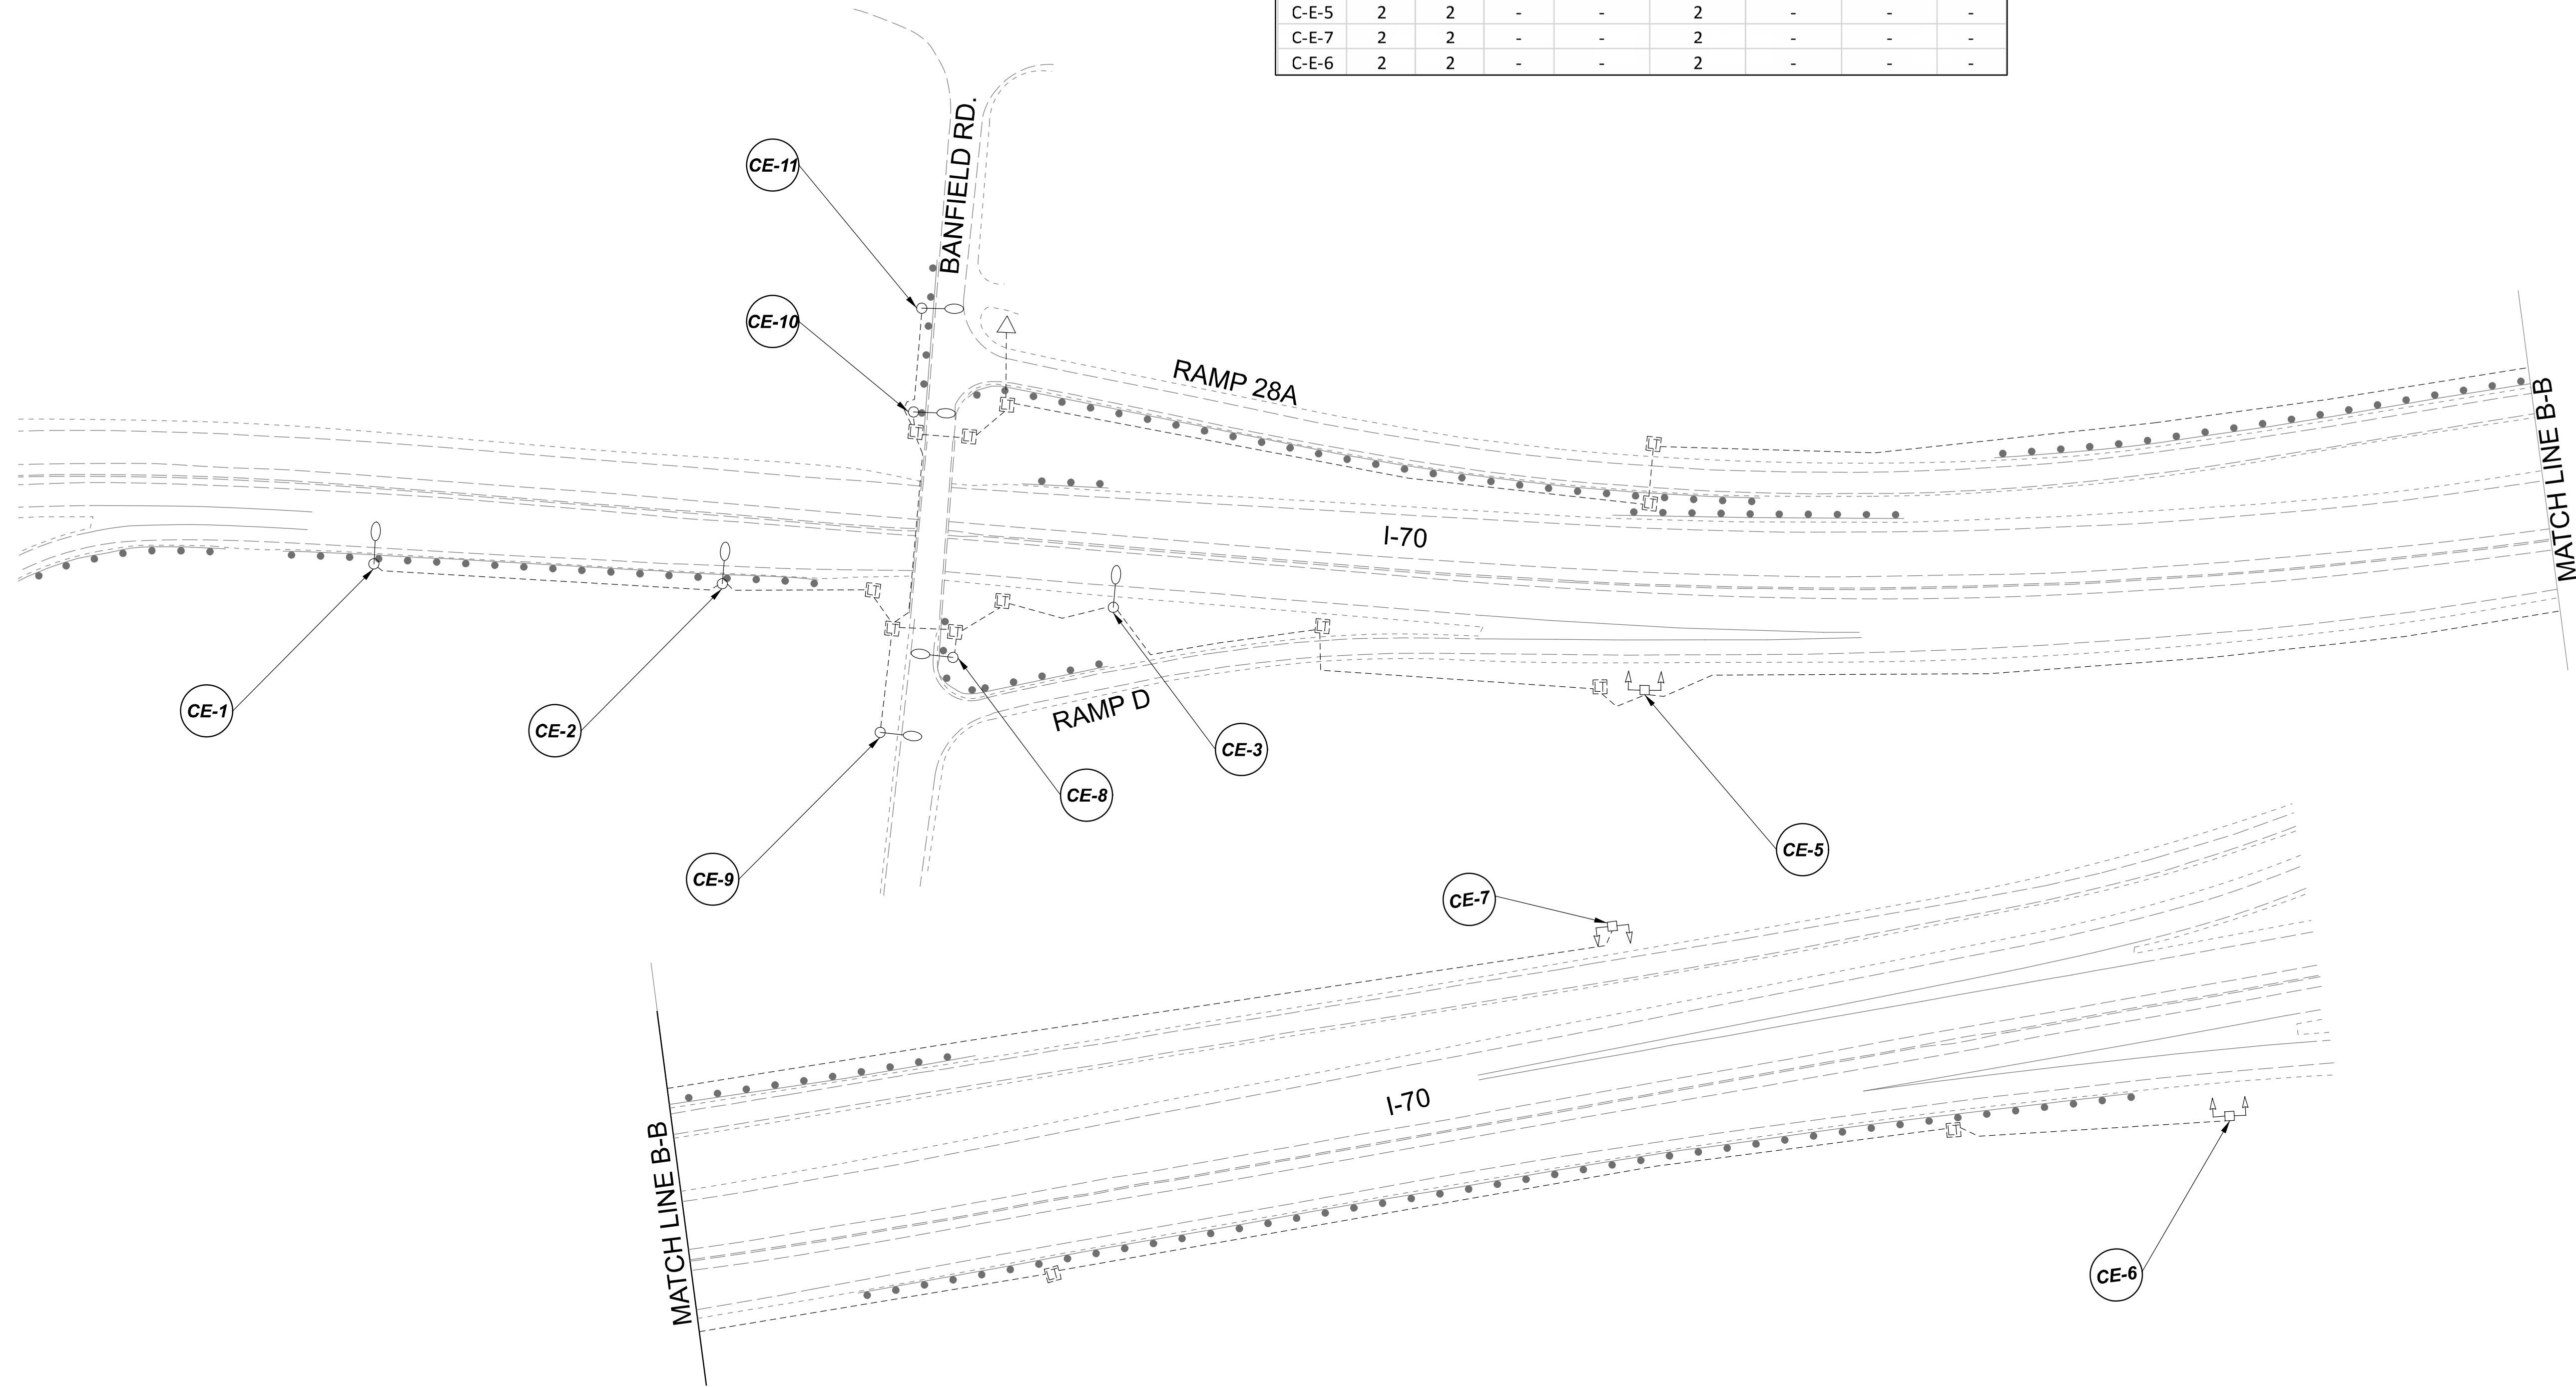 C-E-5 2 2 - - 2 - - -
C-E-7 2 2 - - 2 - - -
C-E-6 2 2 - - 2 - - -
BANFIELD RD.
CE-11
CE-10
RAMP 28A
MATCH LINE B-B
I-70
CE-1
CE-2
RAMP D
CE-3
CE-8
CE-9
CE-5
CE-7
I-70
MATCH LINE B-B
CE-6